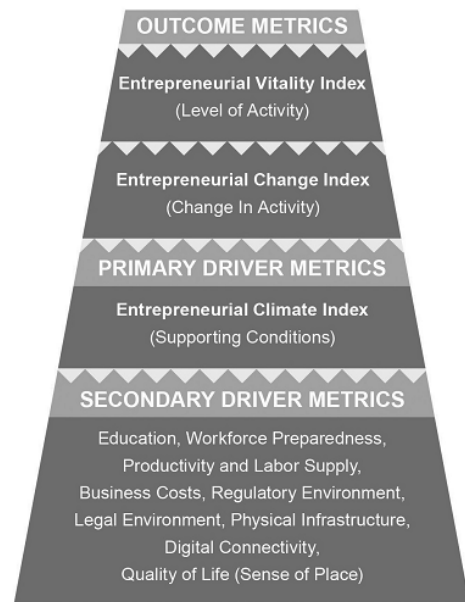 OUTCOME METRICS
Entrepreneurial Vitality Index
(Level of Activity)
Entrepreneurial Change Index
(Change In Activity)
PRIMARY DRIVER METRICS
Entrepreneurial Climate Index
(Supporting Conditions)
SECONDARY DRIVER METRICS
Education, Workforce Preparedness,
Productivity and Labor Supply,
Business Costs, Regulatory Environment,
Legal Environment, Physical Infrastructure,
Digital Connectivity,
Quality of Life (Sense of Place)